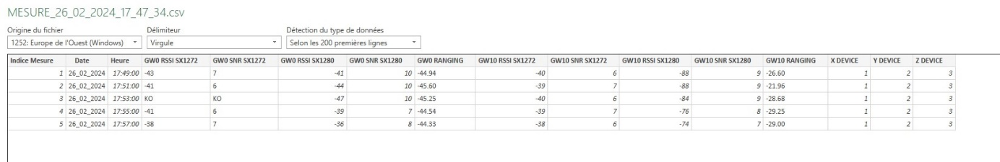 MESURE_26_02_2024_17_47_34.csv
Origine du fichier Délimiteur Détection du type de données
1252: Europe de l'Ouest (Windows) Virgule Selon les 200 premières lignes
Indice Mesure Date Heure GW0 RSSI SX1272 GW0 SNR SX1272 GW0 RSSI SX1280 GW0 SNR SX1280 GW0 RANGING GW10 RSSI SX1272 GW10 SNR SX1272 GW10 RSSI SX1280 GW10 SNR SX1280 GW10 RANGING X DEVICE Y DEVICE Z DEVICE
1 26_02_2024 17:49:00 -43 7 -41 10 -44.94 -40 6 -88 9 -26.60 1 2 3
2 26_02_2024 17:51:00 -41 6 -44 10 -45.60 -39 7 -88 9 -21.96 1 2 3
3 26_02_2024 17:53:00 KO KO -47 10 -45.25 -40 6 -84 9 -28.68 1 2 3
4 26_02_2024 17:55:00 -41 6 -39 7 -44.54 -39 7 -76 8 -29.25 1 2 3
5 26_02_2024 17:57:00 -38 7 -36 8 -44.33 -38 6 -74 7 -29.00 1 2 3